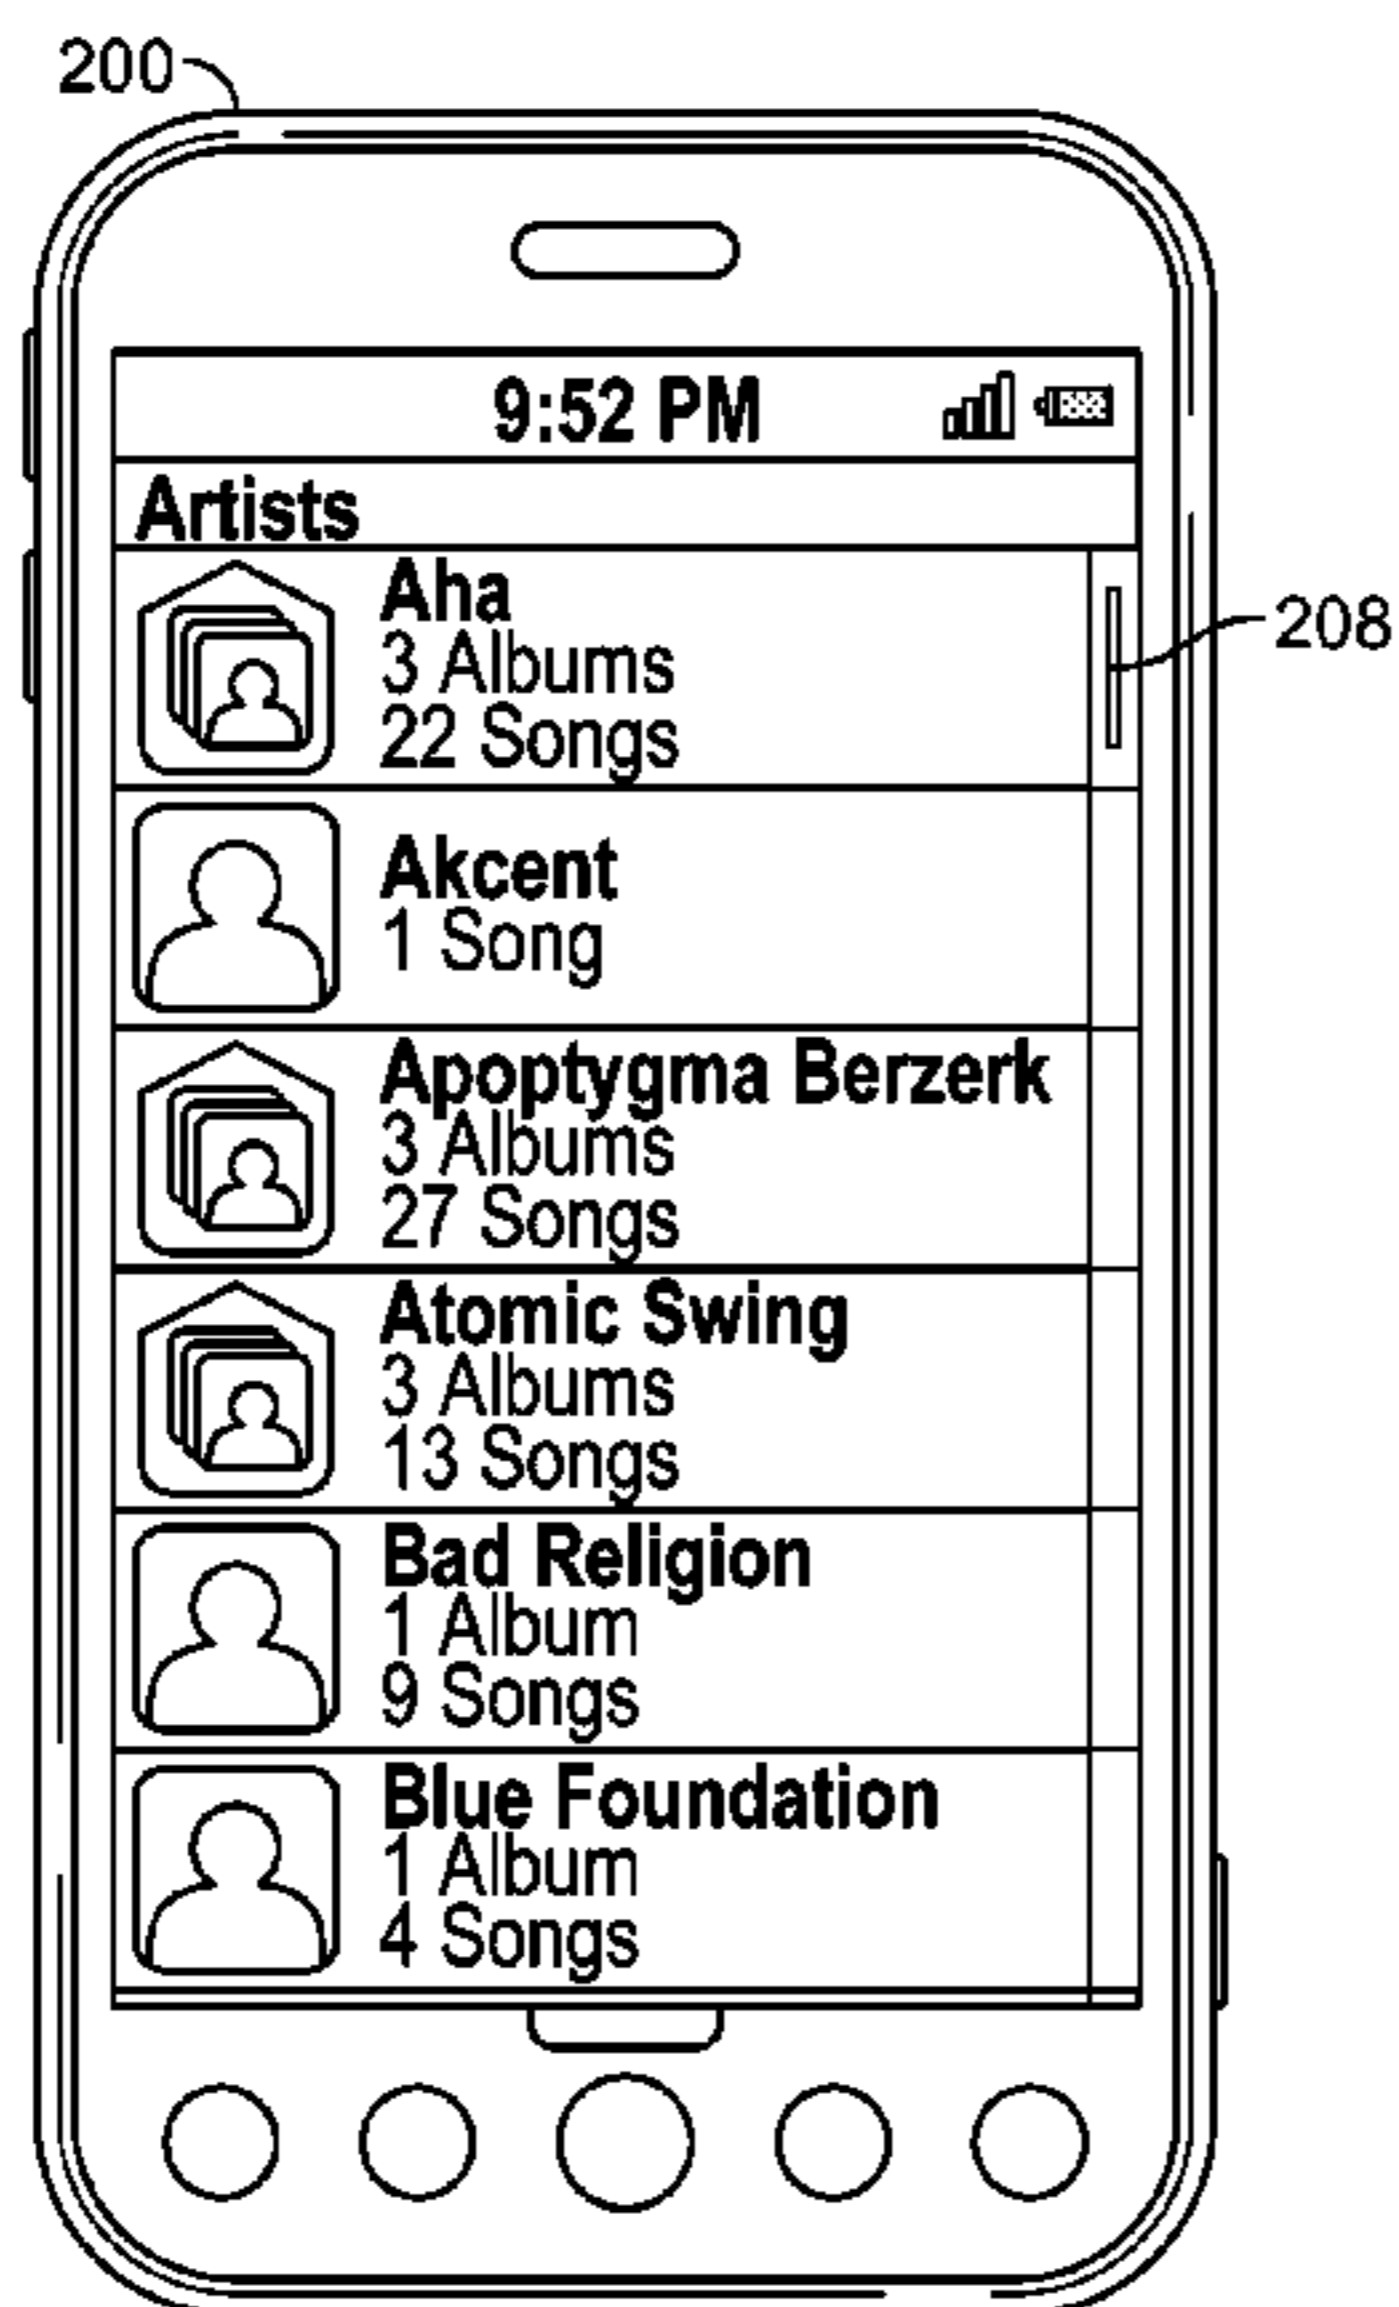 200
9:52 PM
Artists
Aha
3 Albums
22 Songs
208
Akcent
1 Song
Apoptygma Berzerk
3 Albums
27 Songs
Atomic Swing
3 Albums
13 Songs
Bad Religion
1 Album
9 Songs
Blue Foundation
1 Album
4 Songs